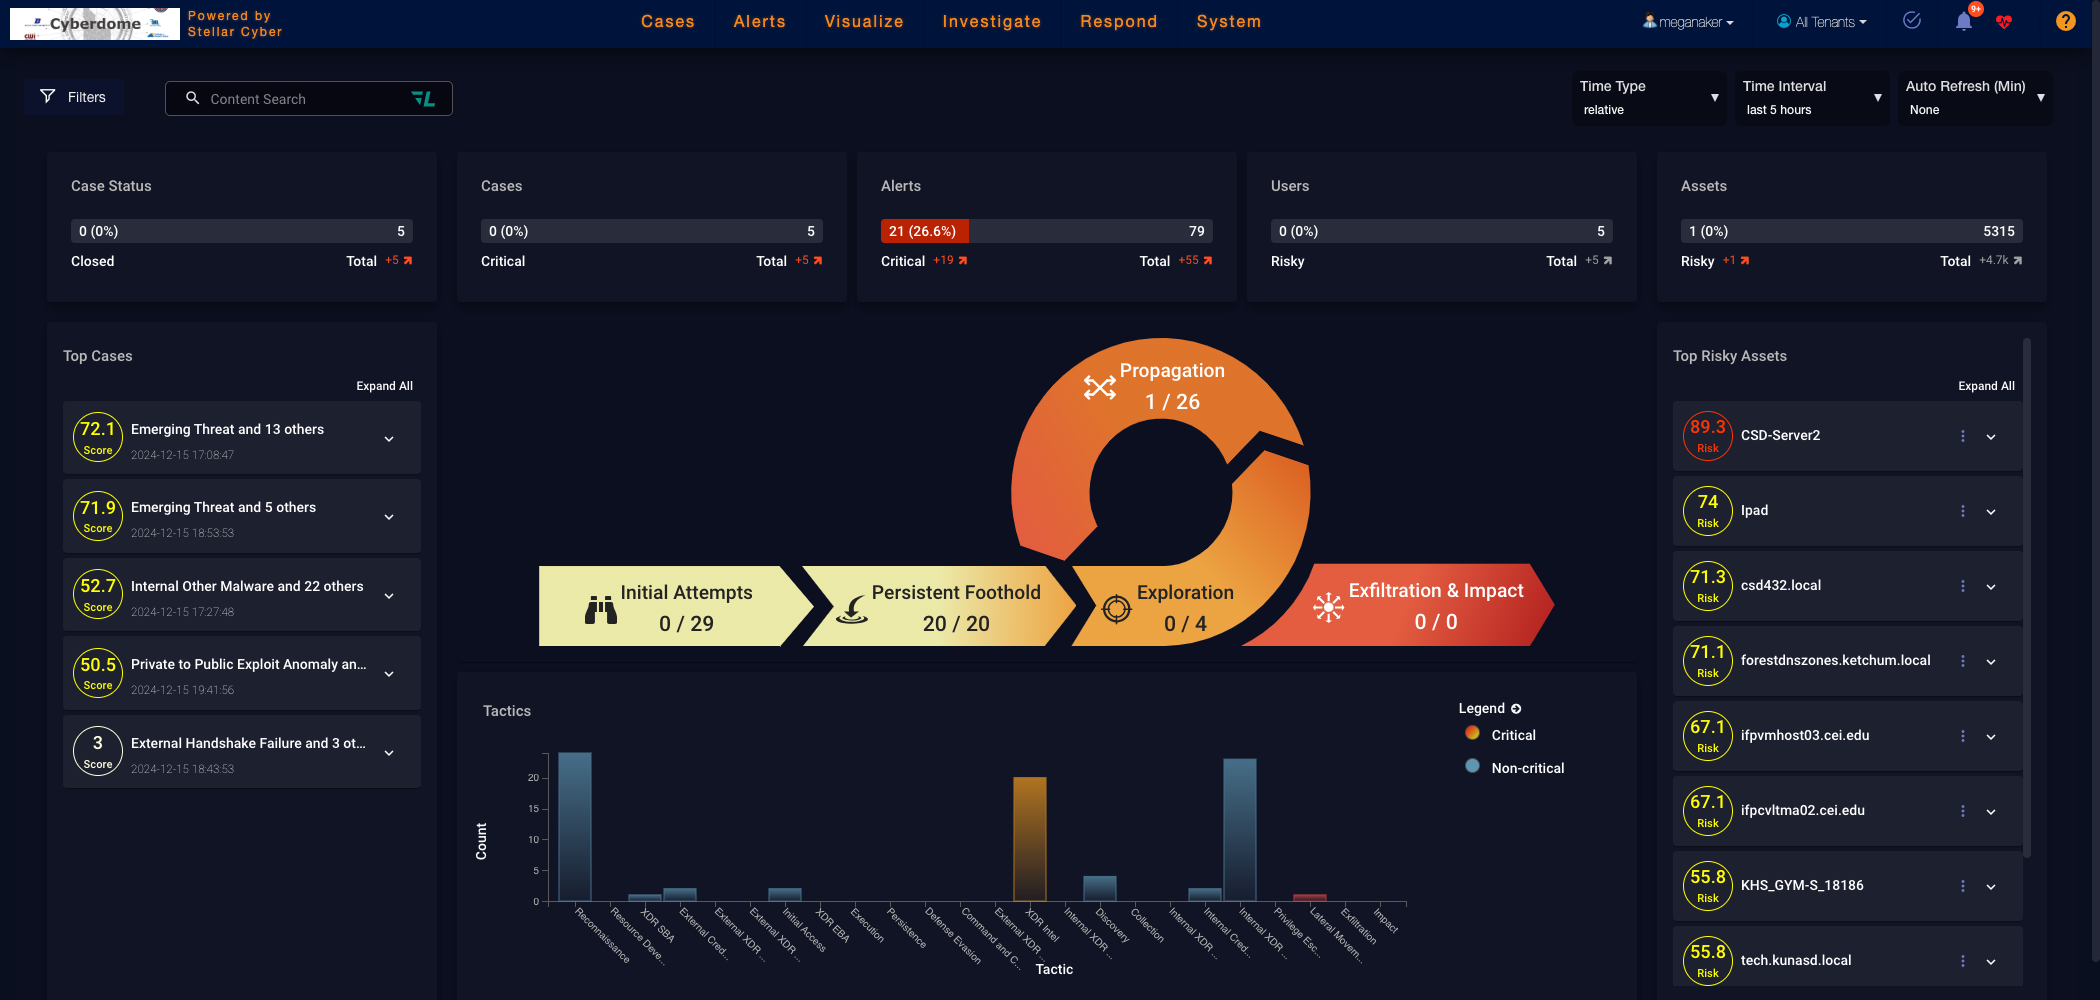 Cyberdome
Powered by
Stellar Cyber
Cases
Alerts
Visualize
Investigate
Respond
System
meganaker
All Tenants
9+
?
Filters
Content Search
Time Type
relative
Time Interval
last 5 hours
Auto Refresh (Min)
None
Case Status
0 (0%)
5
Closed
Total +5
Cases
0 (0%)
5
Critical
Total +5
Alerts
21 (26.6%)
79
Critical +19
Total +55
Users
0 (0%)
5
Risky
Total +5
Assets
1 (0%)
5315
Risky +1
Total +4.7k
Top Cases
Expand All
72.1
Score
Emerging Threat and 13 others
2024-12-15 17:08:47
71.9
Score
Emerging Threat and 5 others
2024-12-15 18:53:53
52.7
Score
Internal Other Malware and 22 others
2024-12-15 17:27:48
50.5
Score
Private to Public Exploit Anomaly an...
2024-12-15 19:41:56
3
Score
External Handshake Failure and 3 ot...
2024-12-15 18:43:53
Propagation
1 / 26
Initial Attempts
0 / 29
Persistent Foothold
20 / 20
Exploration
0 / 4
Exfiltration & Impact
0 / 0
Tactics
Legend
Critical
Non-critical
Count
20
15
10
5
0
Reconnaissance
Resource Deve...
XDR SBA
External Cred...
External XDR ...
External XDR ...
Initial Access
XDR EBA
Execution
Persistence
Defense Evasion
Command and C...
External XDR ...
XDR Intel
Internal XDR ...
Discovery
Collection
Internal XDR ...
Internal Cred...
Internal XDR ...
Privilege Esc...
Lateral Movem...
Exfiltration
Impact
Tactic
Top Risky Assets
Expand All
89.3
Risk
CSD-Server2
74
Risk
Ipad
71.3
Risk
csd432.local
71.1
Risk
forestdnszones.ketchum.local
67.1
Risk
ifpvmhost03.cei.edu
67.1
Risk
ifpcvltma02.cei.edu
55.8
Risk
KHS_GYM-S_18186
55.8
Risk
tech.kunasd.local